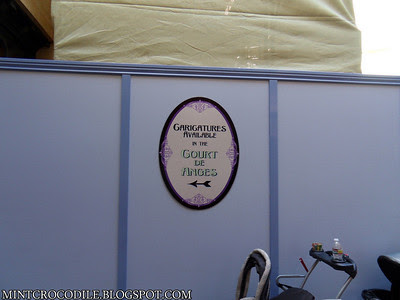 CARICATURES
AVAILABLE
IN THE
COURT
DE
ANGES
MINTCROCODILE.BLOGSPOT.COM